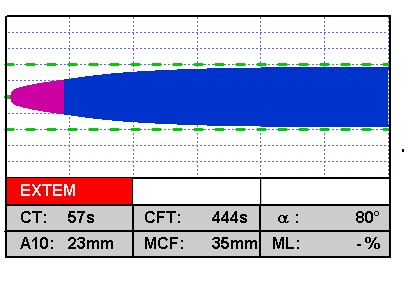 EXTEM
CT: 57s CFT: 444s α : 80°
A10: 23mm MCF: 35mm ML: -%